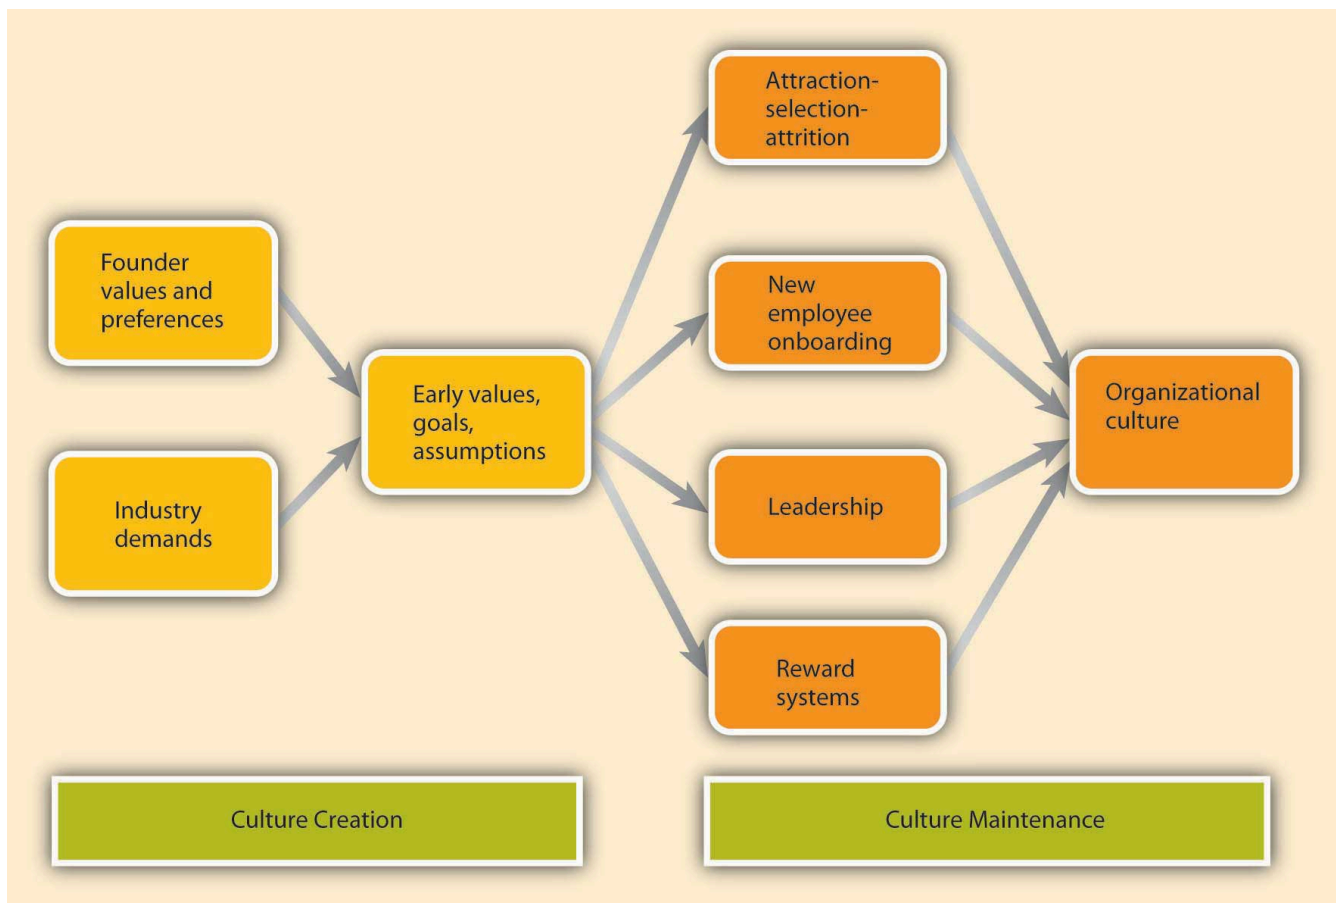 Founder
values and
preferences
Industry
demands
Early values,
goals,
assumptions
Attraction-
selection-
attrition
New
employee
onboarding
Leadership
Reward
systems
Organizational
culture
Culture Creation
Culture Maintenance